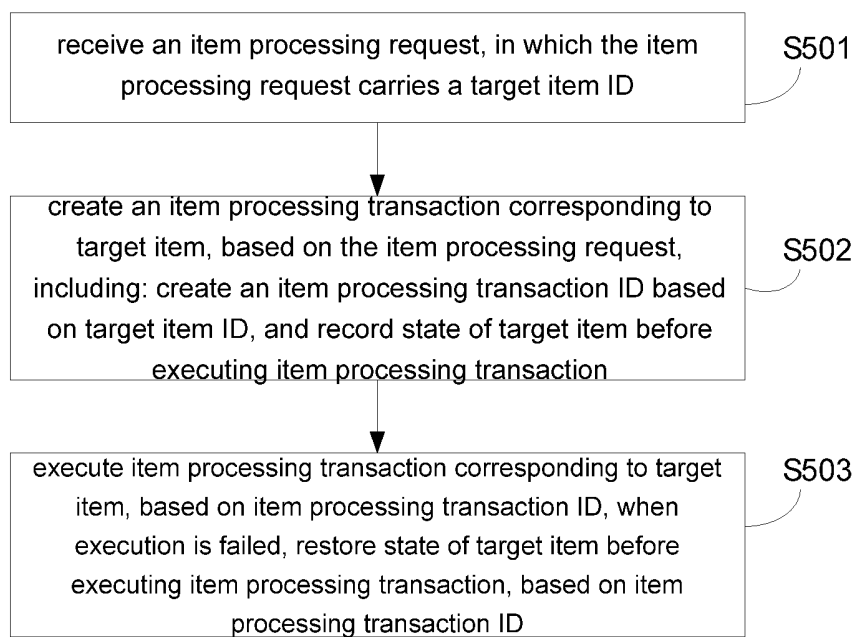 receive an item processing request, in which the item
processing request carries a target item ID
S501
create an item processing transaction corresponding to
target item, based on the item processing request,
including: create an item processing transaction ID based
on target item ID, and record state of target item before
executing item processing transaction
S502
execute item processing transaction corresponding to target
item, based on item processing transaction ID, when
execution is failed, restore state of target item before
executing item processing transaction, based on item
processing transaction ID
S503